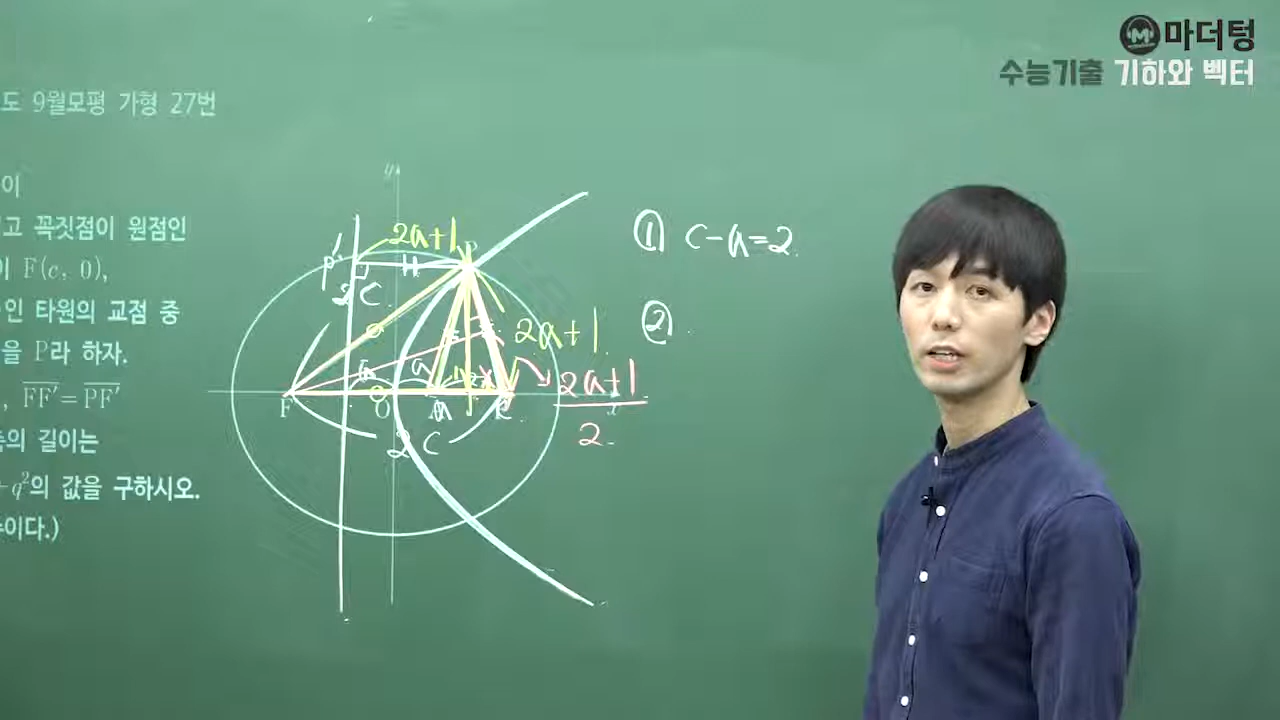 마더텅
수능기출 기하와 벡터
도 9월모평 가형 27번
이
고 꼭짓점이 원점인
F(c, 0),
인 타원의 교점 중
을 P라 하자.
, FF'=PF'
의 길이는
q²의 값을 구하시오.
이다.)
y
2a+1
P
P'
2C
2a+1
a
a
F'
O
A
F
x
2C
2a+1
2
① c-a=2
②